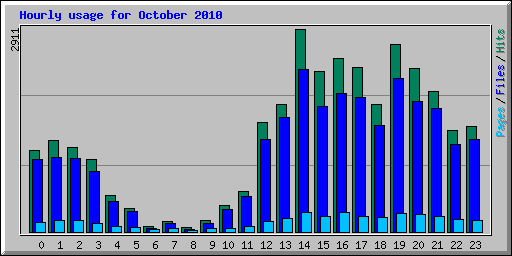 Hourly usage for October 2010
2911
Pages/Files/Hits
0 1 2 3 4 5 6 7 8 9 10 11 12 13 14 15 16 17 18 19 20 21 22 23